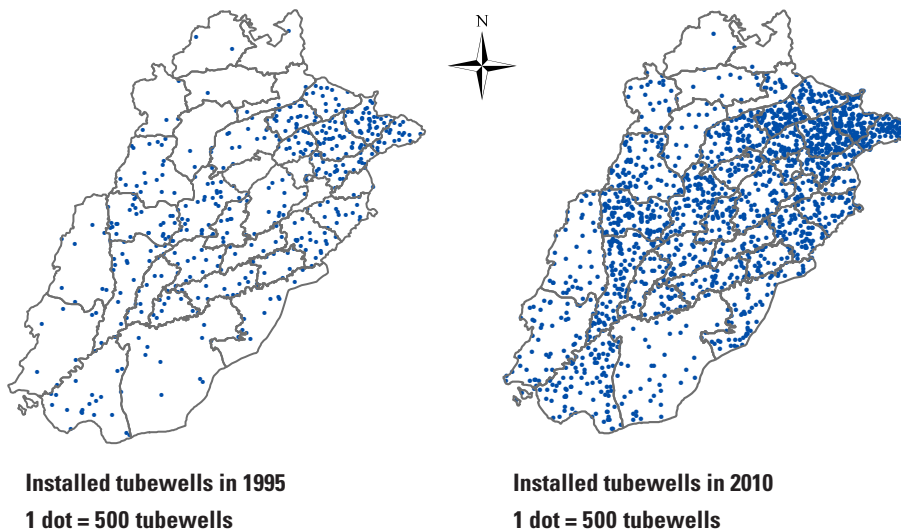 N
Installed tubewells in 1995
1 dot = 500 tubewells
Installed tubewells in 2010
1 dot = 500 tubewells